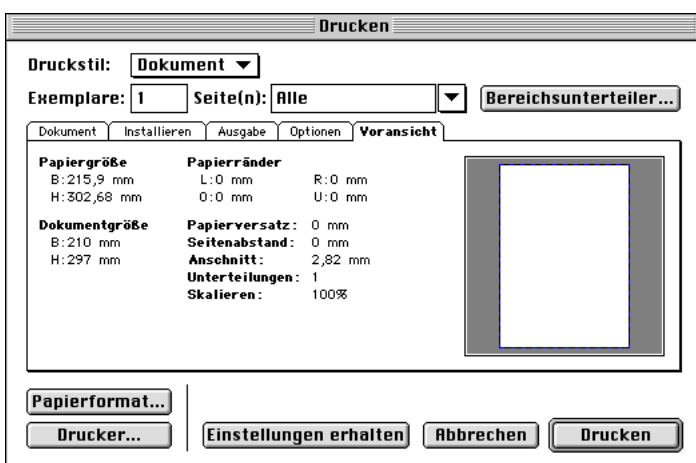 Drucken
Druckstil: Dokument
Exemplare: 1 Seite(n): Alle Bereichsunterteiler...
Dokument Installieren Ausgabe Optionen Voransicht
Papiergröße
B:215,9 mm
H:302,68 mm
Papierränder
L:0 mm R:0 mm
O:0 mm U:0 mm
Dokumentgröße
B:210 mm
H:297 mm
Papierversatz: 0 mm
Seitenabstand: 0 mm
Anschnitt: 2,82 mm
Unterteilungen: 1
Skalieren: 100%
Papierformat...
Drucker... Einstellungen erhalten Abbrechen Drucken